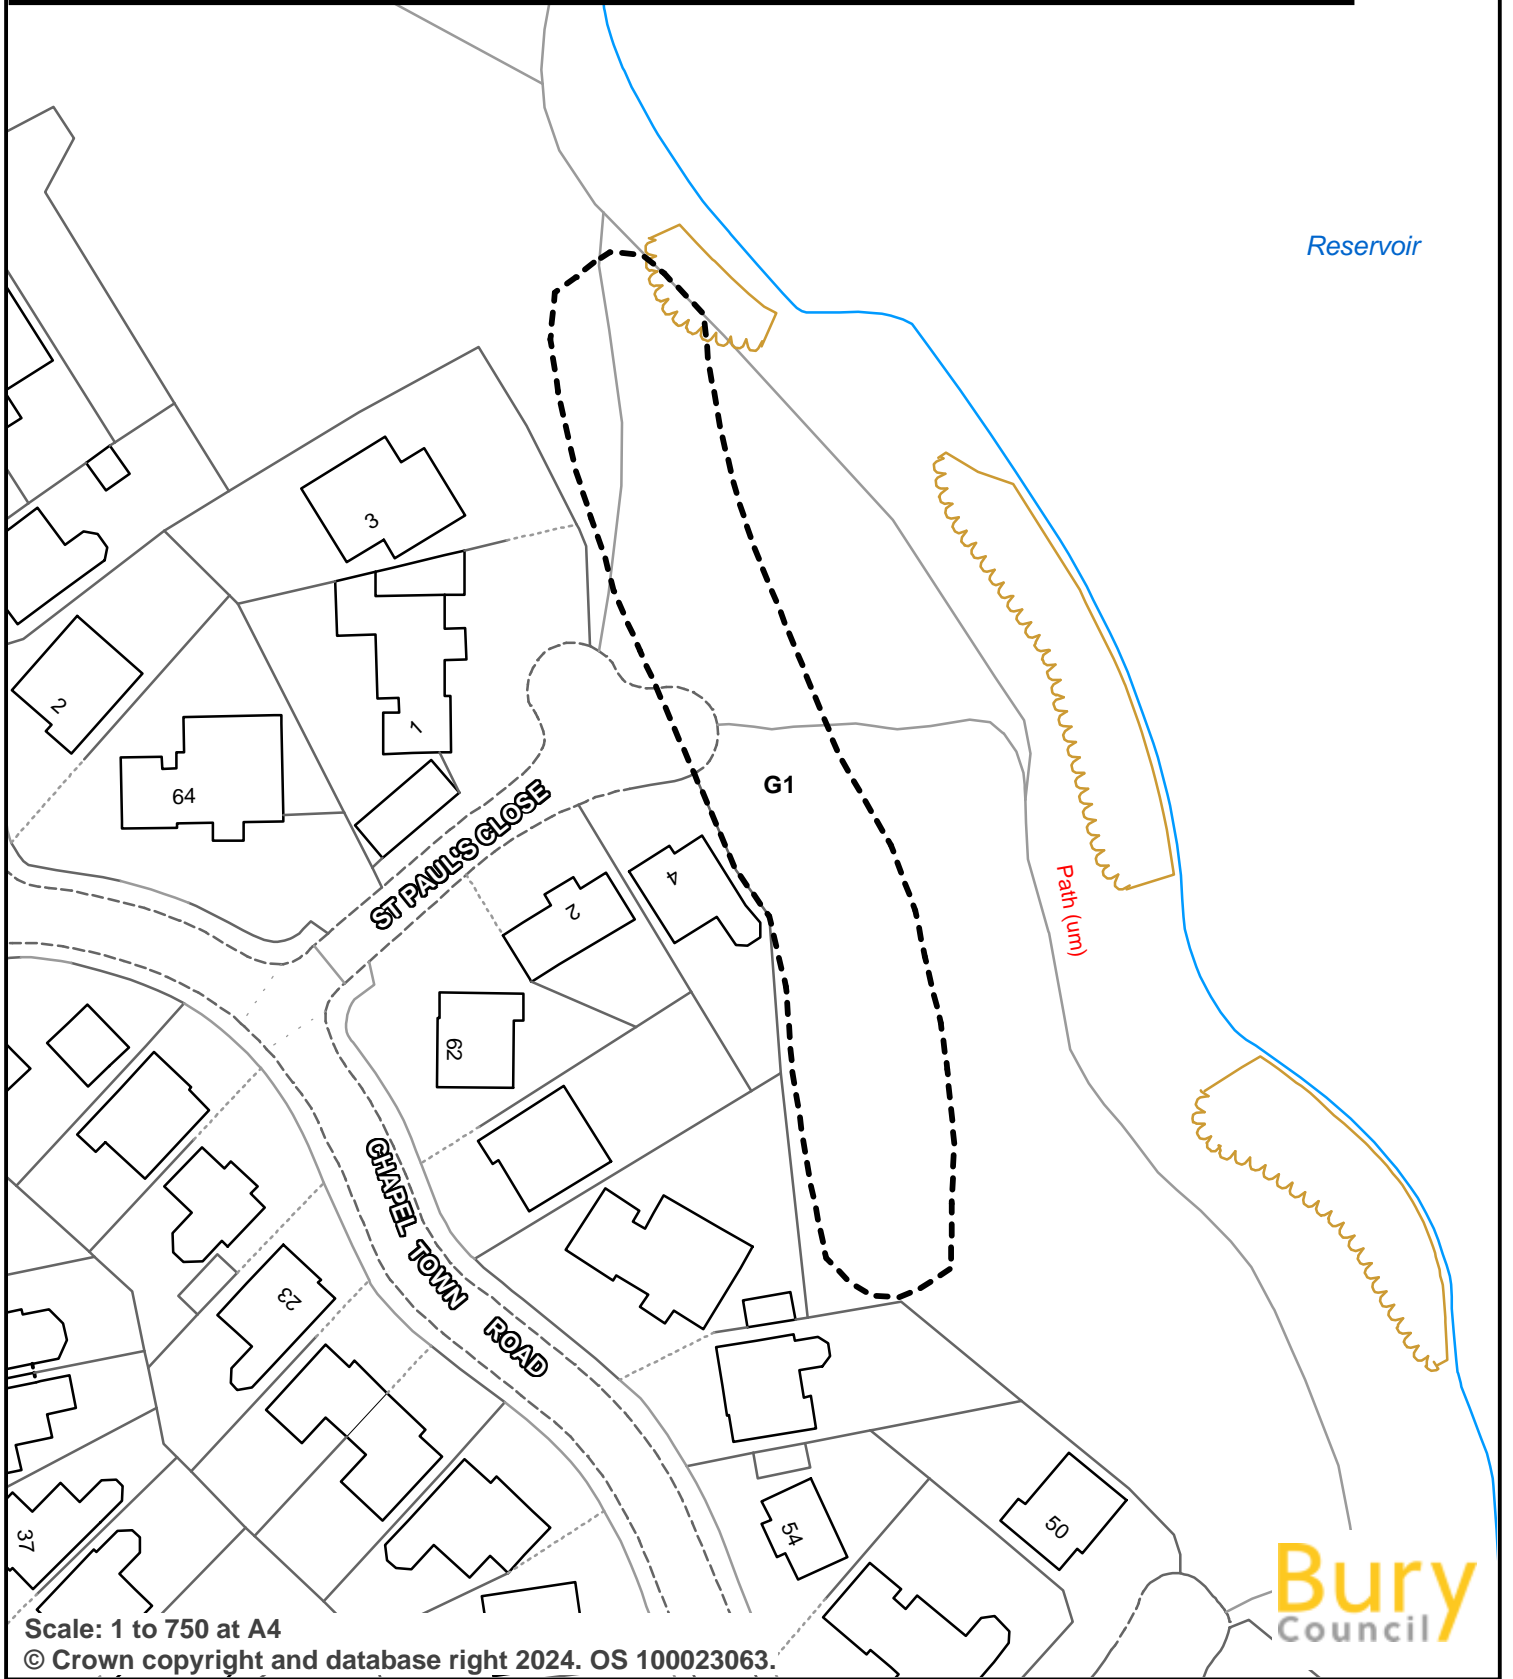 Reservoir
3
2
1
64
G1
ST PAUL'S CLOSE
4
2
Path (um)
62
CHAPEL TOWN ROAD
23
37
54
50
Bury
Council
Scale: 1 to 750 at A4
© Crown copyright and database right 2024. OS 100023063.